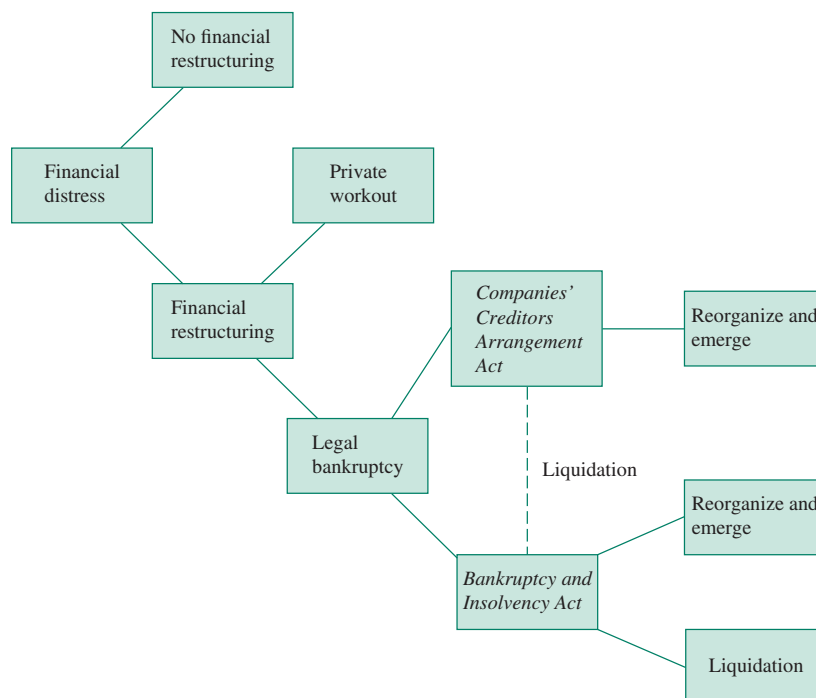 No financial
restructuring
Financial
distress
Private
workout
Financial
restructuring
Companies’
Creditors
Arrangement
Act
Reorganize and
emerge
Legal
bankruptcy
Liquidation
Reorganize and
emerge
Bankruptcy and
Insolvency Act
Liquidation